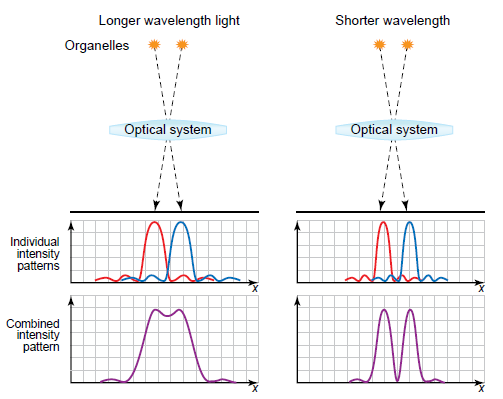 Longer wavelength light
Shorter wavelength
Organelles
Optical system
Optical system
Individual
intensity
patterns
x
x
Combined
intensity
pattern
x
x